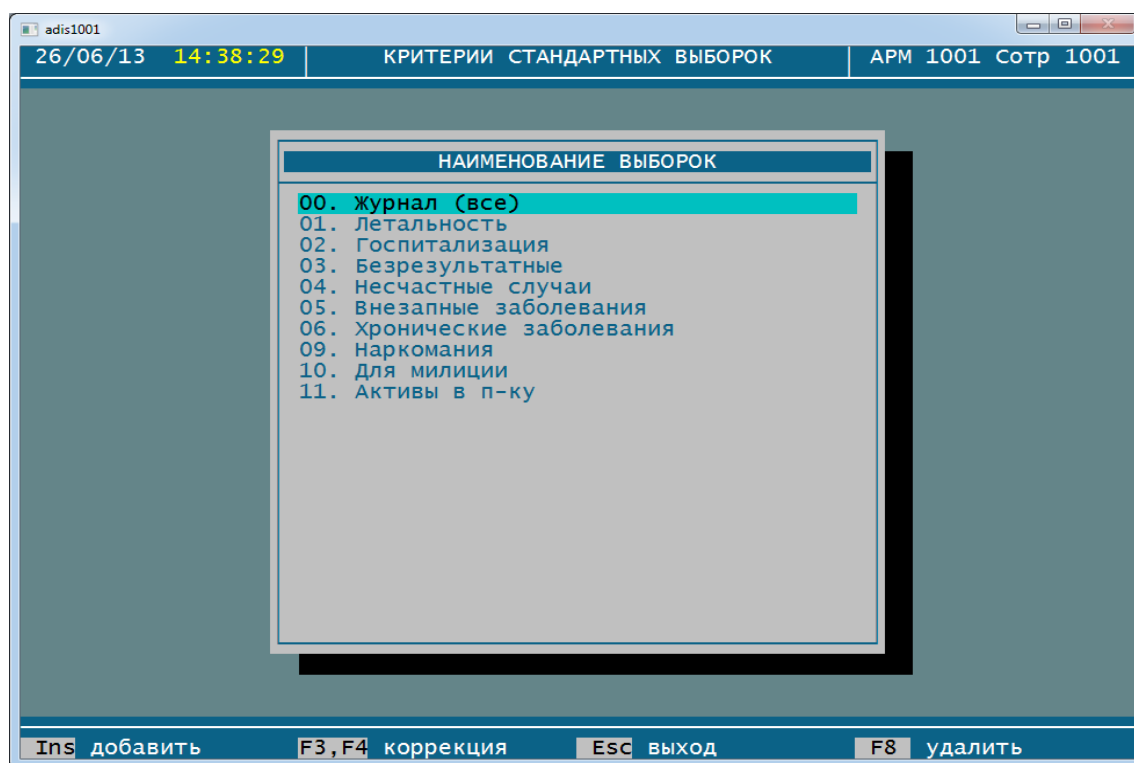 adis1001
26/06/13 14:38:29 КРИТЕРИИ СТАНДАРТНЫХ ВЫБОРОК АРМ 1001 Сотр 1001
НАИМЕНОВАНИЕ ВЫБОРОК
00. Журнал (все)
01. Летальность
02. Госпитализация
03. Безрезультатные
04. Несчастные случаи
05. Внезапные заболевания
06. Хронические заболевания
09. Наркомания
10. Для милиции
11. Активы в п-ку
Ins добавить F3,F4 коррекция Esc выход F8 удалить